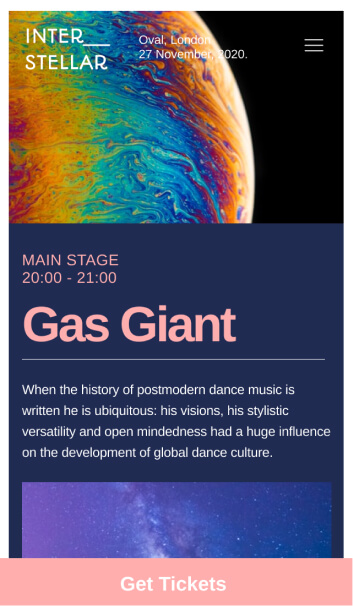 INTER__
STELLAR
Oval, London
27 November, 2020.
MAIN STAGE
20:00 - 21:00
Gas Giant
When the history of postmodern dance music is
written he is ubiquitous: his visions, his stylistic
versatility and open mindedness had a huge influence
on the development of global dance culture.
Get Tickets